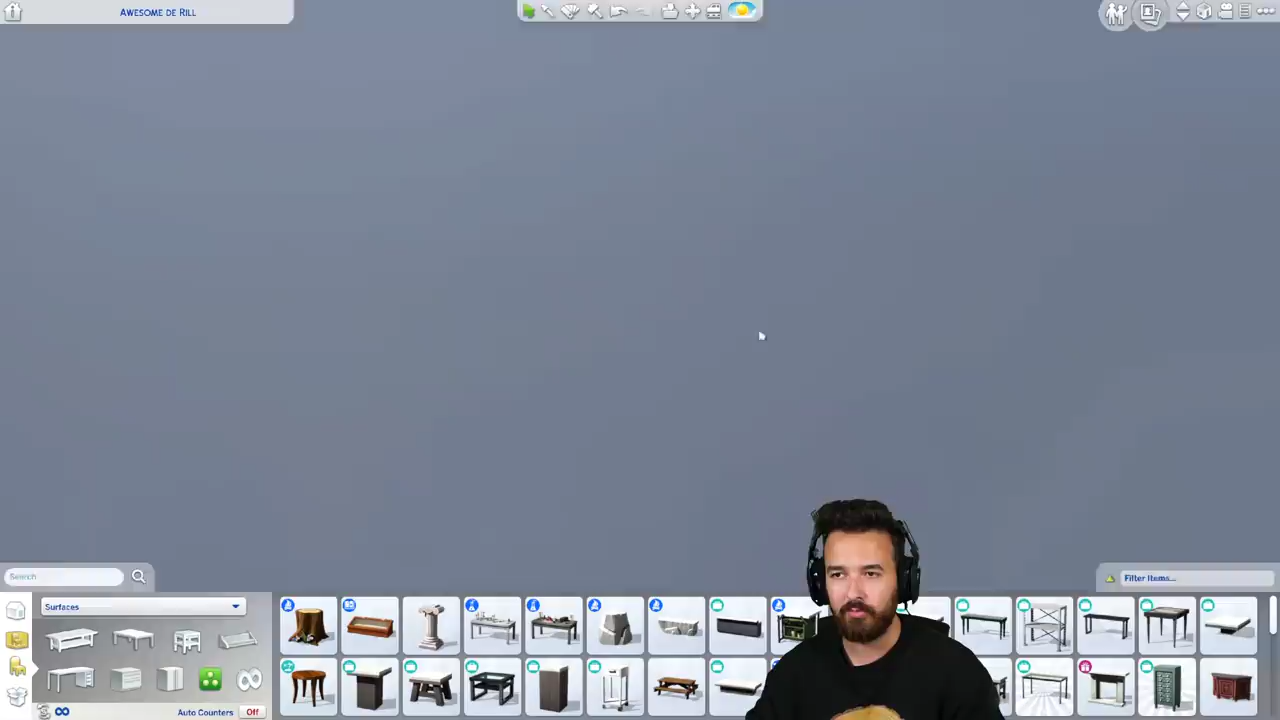 Awesome de Rill
Search
Filter Items...
Surfaces
Auto Counters Off